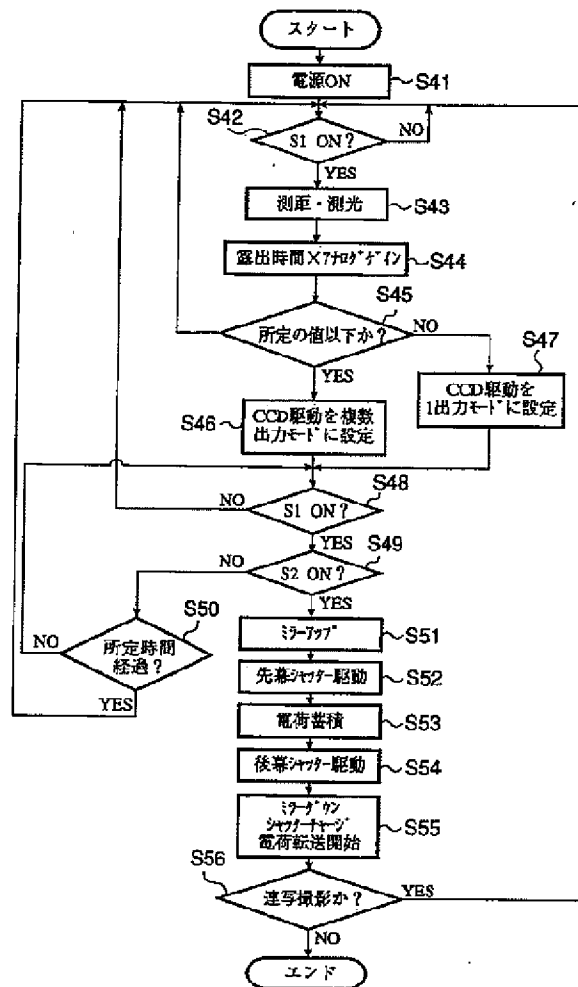 スタート
電源ON
S41
S42
S1 ON?
NO
YES
測距・測光
S43
露出時間×アナログゲイン
S44
S45
所定の値以下か?
NO
NO
YES
S47
CCD駆動を
1出力モードに設定
S46
CCD駆動を複数
出力モードに設定
S48
NO
S1 ON?
YES
S49
NO
S2 ON?
YES
S50
NO
所定時間
経過?
YES
ミラーアップ
S51
先幕シャッター駆動
S52
電荷蓄積
S53
後幕シャッター駆動
S54
ミラーダウン
シャッターチャージ
電荷転送開始
S55
S56
連写撮影か?
YES
NO
エンド